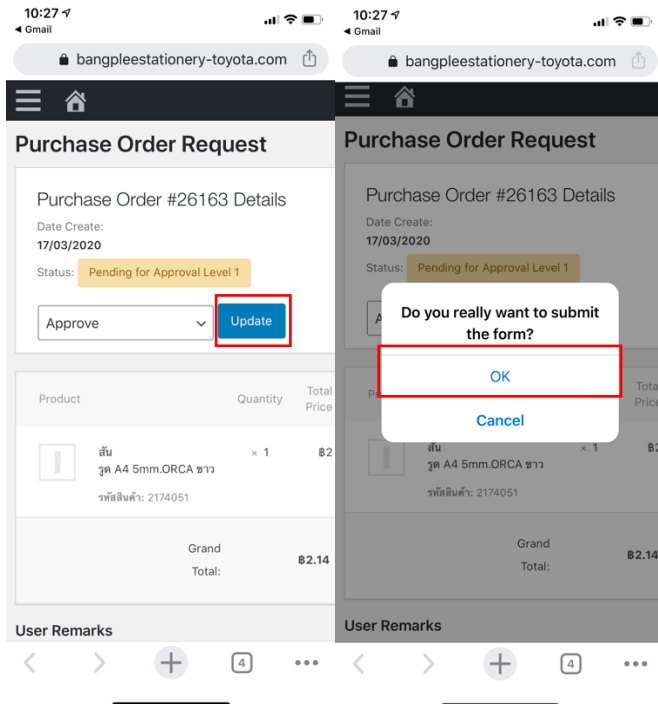 10:27
◄ Gmail
bangpleestationery-toyota.com
Purchase Order Request
Purchase Order #26163 Details
Date Create:
17/03/2020
Status: Pending for Approval Level 1
Approve Update
Product Quantity Total
Price
สัน × 1 ฿2
รูด A4 5mm.ORCA ขาว
รหัสสินค้า: 2174051
Grand
Total: ฿2.14
User Remarks
4
10:27
◄ Gmail
bangpleestationery-toyota.com
Purchase Order Request
Purchase Order #26163 Details
Date Create:
17/03/2020
Status: Pending for Approval Level 1
A
Do you really want to submit
the form?
OK
Cancel
Total
Price
สัน × 1 ฿2
รูด A4 5mm.ORCA ขาว
รหัสสินค้า: 2174051
Grand
Total: ฿2.14
User Remarks
4